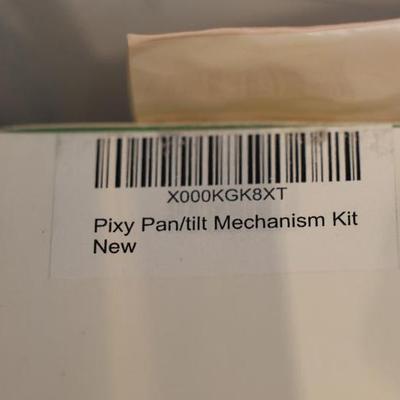 X000KGK8XT
Pixy Pan/tilt Mechanism Kit
New